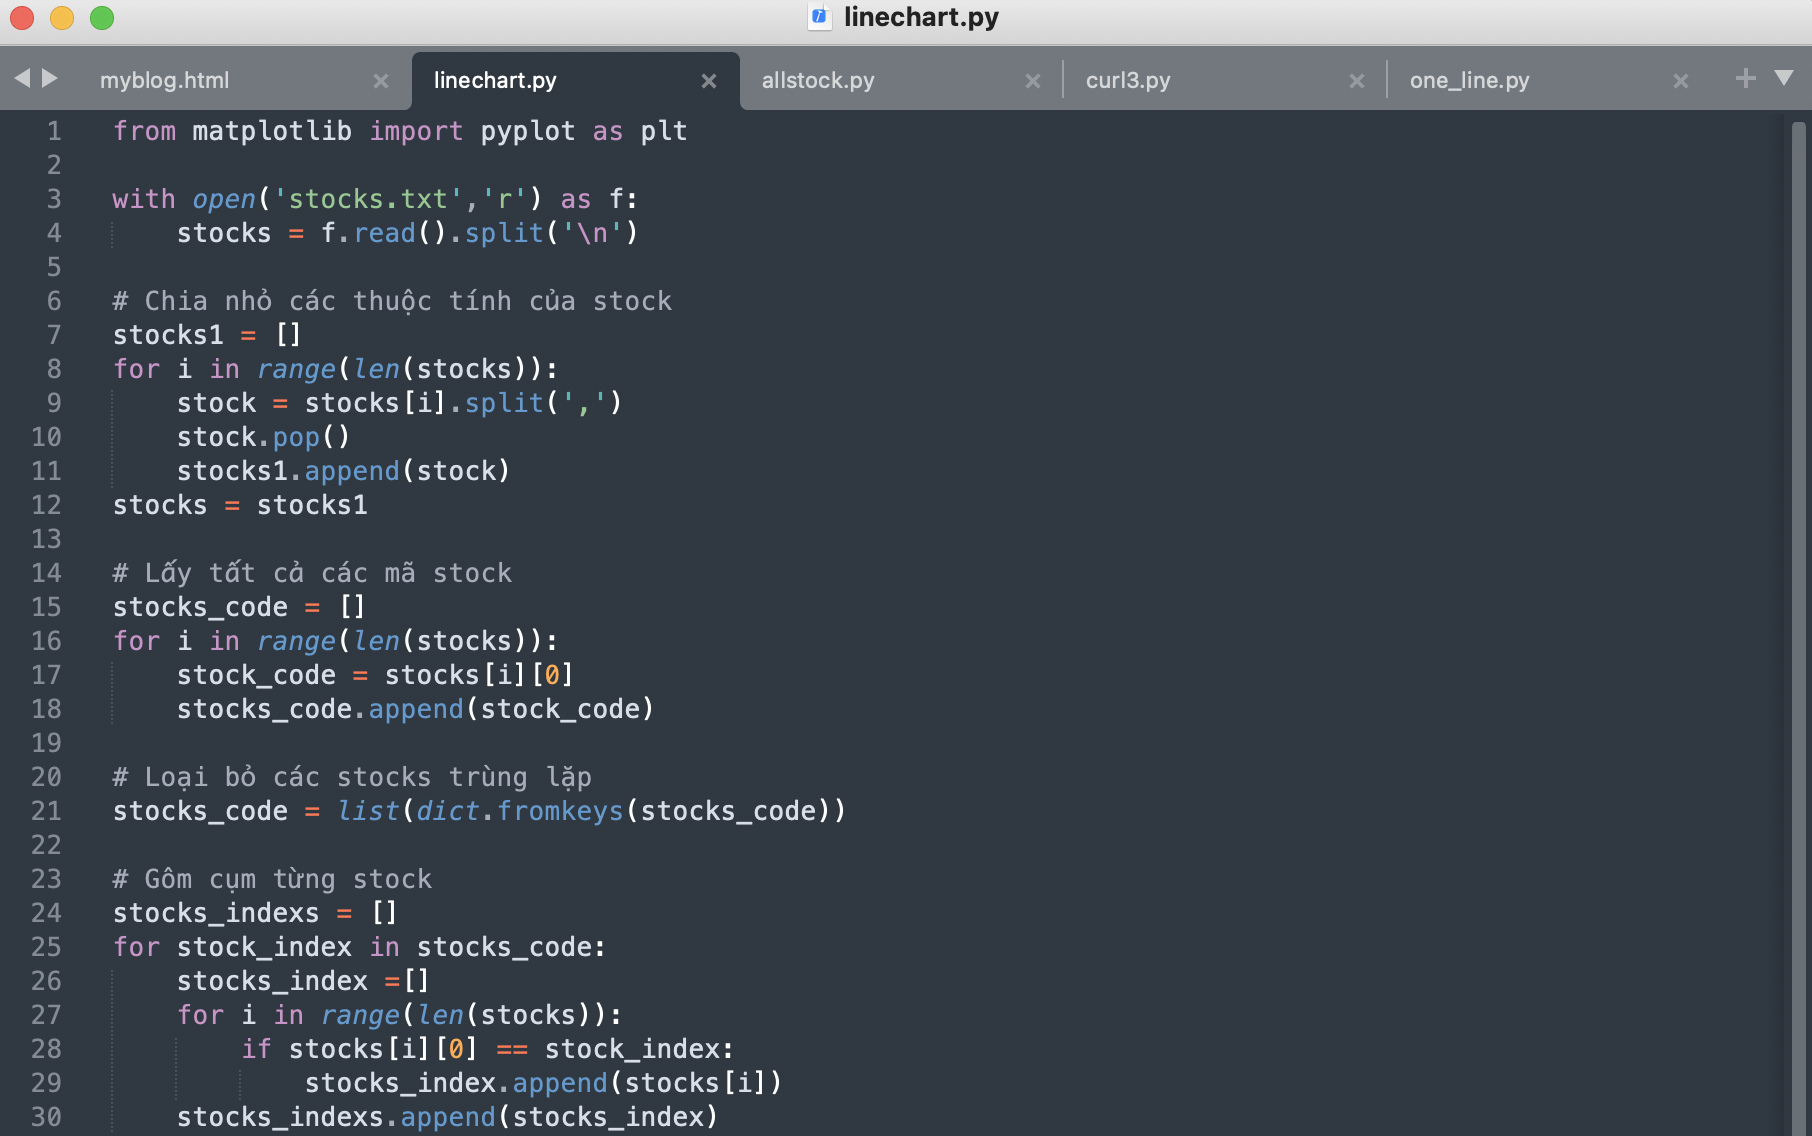 linechart.py
myblog.html × linechart.py × allstock.py × curl3.py × one_line.py × +
1 from matplotlib import pyplot as plt
2
3 with open('stocks.txt','r') as f:
4     stocks = f.read().split('\n')
5
6 # Chia nhỏ các thuộc tính của stock
7 stocks1 = []
8 for i in range(len(stocks)):
9     stock = stocks[i].split(',')
10     stock.pop()
11     stocks1.append(stock)
12 stocks = stocks1
13
14 # Lấy tất cả các mã stock
15 stocks_code = []
16 for i in range(len(stocks)):
17     stock_code = stocks[i][0]
18     stocks_code.append(stock_code)
19
20 # Loại bỏ các stocks trùng lặp
21 stocks_code = list(dict.fromkeys(stocks_code))
22
23 # Gôm cụm từng stock
24 stocks_indexs = []
25 for stock_index in stocks_code:
26     stocks_index =[]
27     for i in range(len(stocks)):
28         if stocks[i][0] == stock_index:
29             stocks_index.append(stocks[i])
30     stocks_indexs.append(stocks_index)